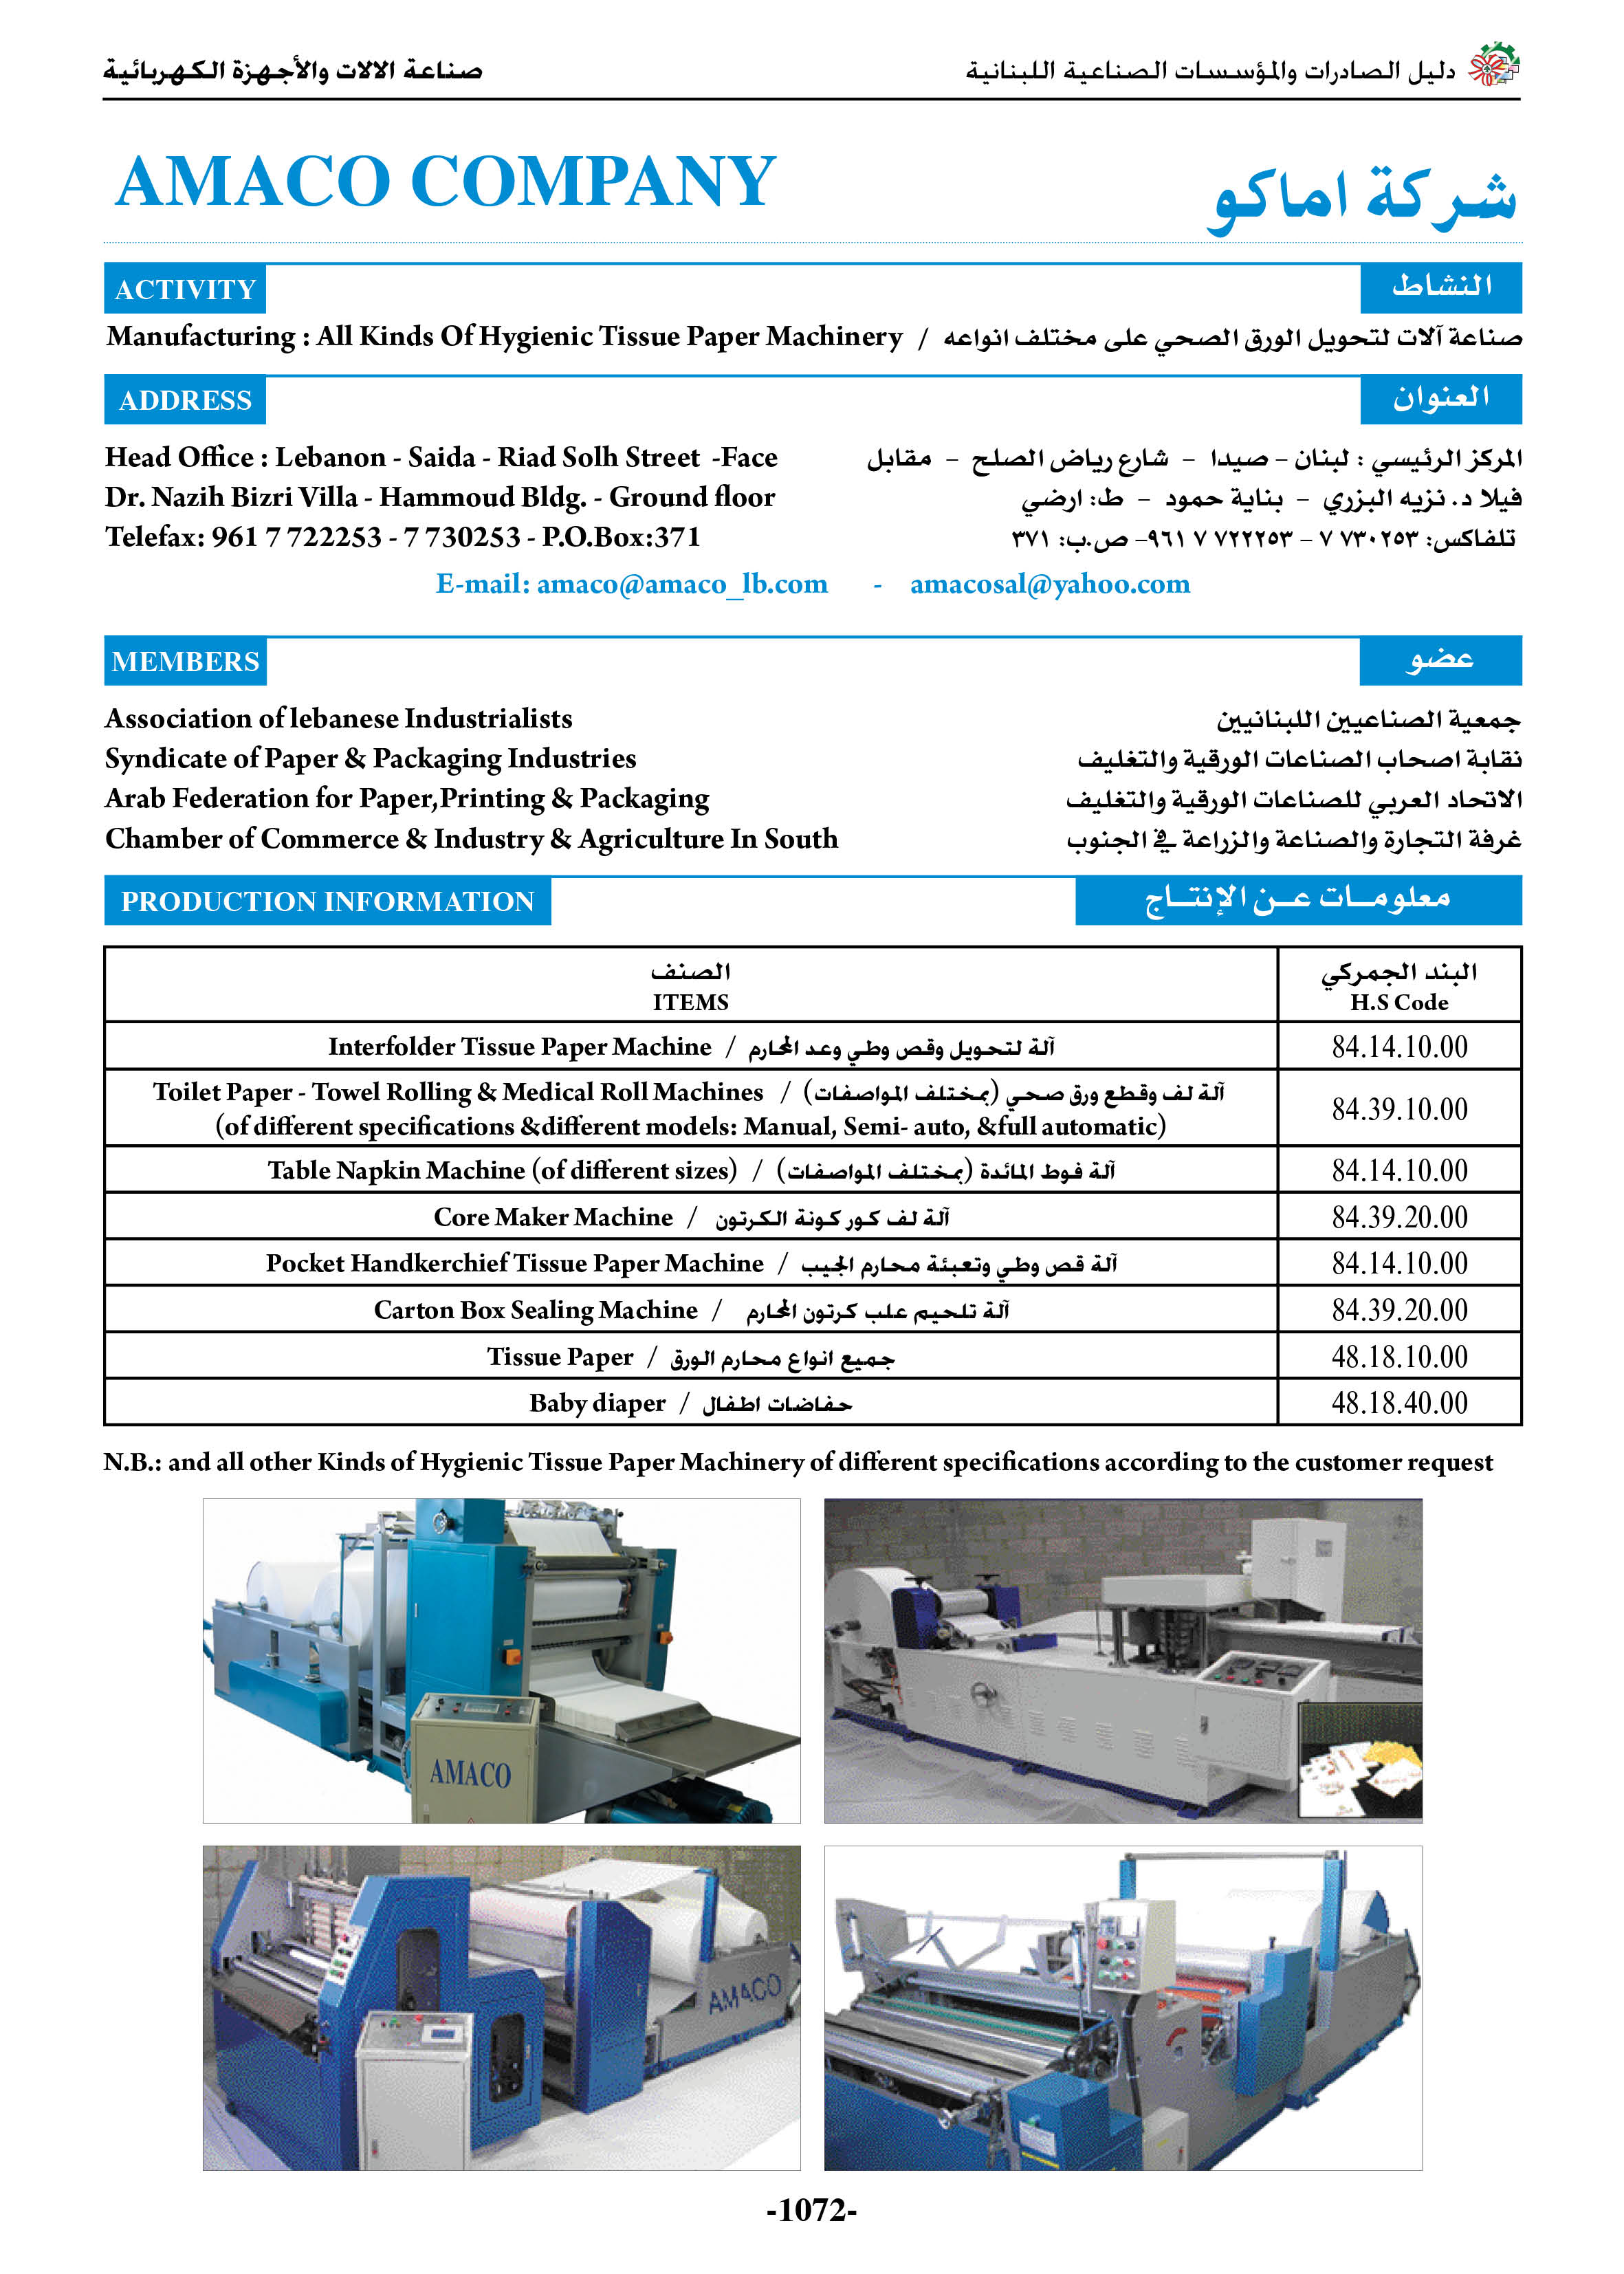 صناعة الالات والأجهزة الكهربائية
دليل الصادرات والمؤسسات الصناعية اللبنانية
AMACO COMPANY
شركة اماكو
ACTIVITY
النشاط
Manufacturing : All Kinds Of Hygienic Tissue Paper Machinery / صناعة آلات لتحويل الورق الصحي على مختلف انواعه
ADDRESS
العنوان
Head Office : Lebanon - Saida - Riad Solh Street -Face
Dr. Nazih Bizri Villa - Hammoud Bldg. - Ground floor
Telefax: 961 7 722253 - 7 730253 - P.O.Box:371
المركز الرئيسي : لبنان – صيدا – شارع رياض الصلح – مقابل
فيلا د. نزيه البزري – بناية حمود – ط: ارضي
تلفاكس: ٧٣٠٢٥٣ ٧ – ٧٢٢٢٥٣ ٧ ٩٦١– ص.ب: ٣٧١
E-mail: amaco@amaco_lb.com - amacosal@yahoo.com
MEMBERS
عضو
Association of lebanese Industrialists
Syndicate of Paper & Packaging Industries
Arab Federation for Paper,Printing & Packaging
Chamber of Commerce & Industry & Agriculture In South
جمعية الصناعيين اللبنانيين
نقابة اصحاب الصناعات الورقية والتغليف
الاتحاد العربي للصناعات الورقية والتغليف
غرفة التجارة والصناعة والزراعة في الجنوب
PRODUCTION INFORMATION
معلومـات عـن الإنتـاج
الصنف
ITEMS
البند الجمركي
H.S Code
Interfolder Tissue Paper Machine / آلة لتحويل وقص وطي وعد المحارم
84.14.10.00
Toilet Paper - Towel Rolling & Medical Roll Machines / آلة لف وقطع ورق صحي (بمختلف المواصفات)
(of different specifications &different models: Manual, Semi- auto, &full automatic)
84.39.10.00
Table Napkin Machine (of different sizes) / آلة فوط المائدة (بمختلف المواصفات)
84.14.10.00
Core Maker Machine / آلة لف كور كونة الكرتون
84.39.20.00
Pocket Handkerchief Tissue Paper Machine / آلة قص وطي وتعبئة محارم الجيب
84.14.10.00
Carton Box Sealing Machine / آلة تلحيم علب كرتون المحارم
84.39.20.00
Tissue Paper / جميع انواع محارم الورق
48.18.10.00
Baby diaper / حفاضات اطفال
48.18.40.00
N.B.: and all other Kinds of Hygienic Tissue Paper Machinery of different specifications according to the customer request
AMACO
AMACO
-1072-